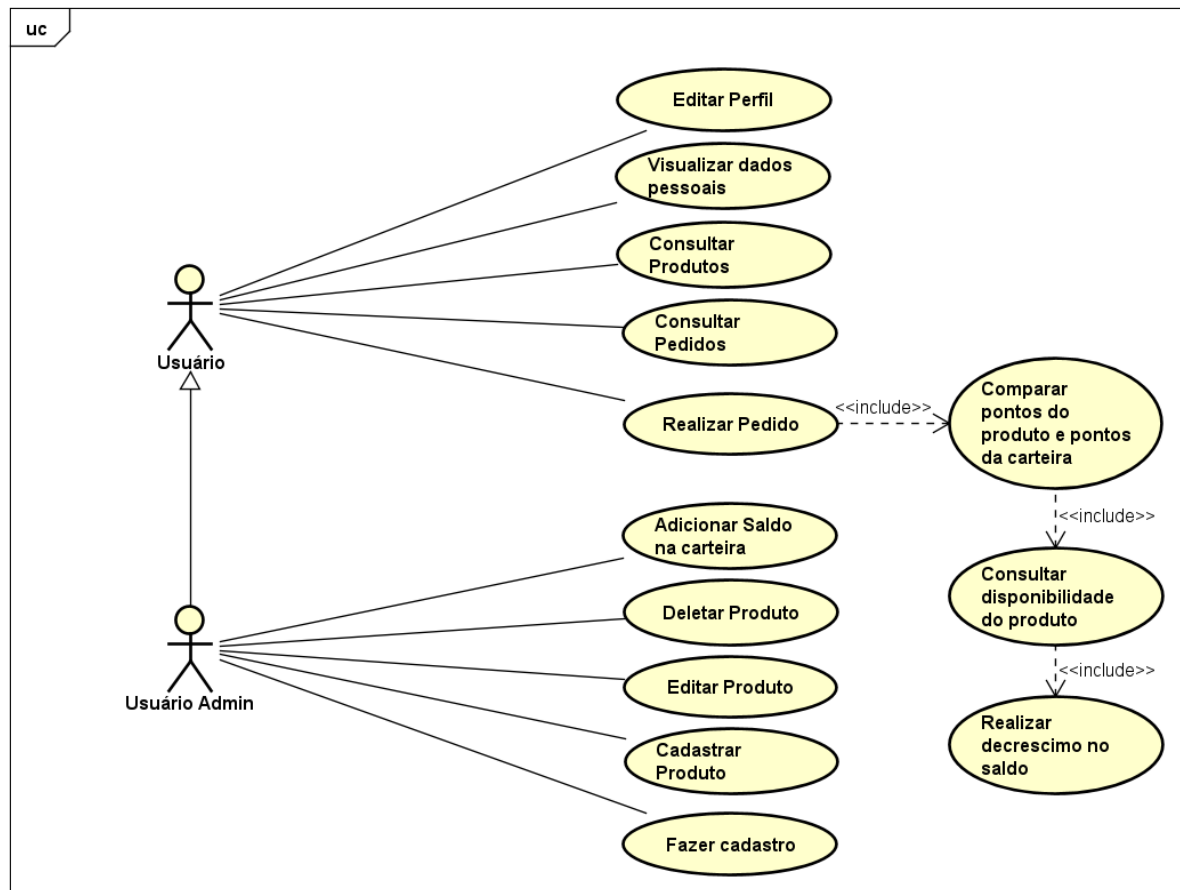 uc
Editar Perfil
Visualizar dados
pessoais
Consultar
Produtos
Consultar
Pedidos
Usuário
Realizar Pedido
<<include>>
Comparar
pontos do
produto e pontos
da carteira
<<include>>
Adicionar Saldo
na carteira
Consultar
disponibilidade
do produto
Deletar Produto
<<include>>
Editar Produto
Usuário Admin
Realizar
decrescimo no
saldo
Cadastrar
Produto
Fazer cadastro